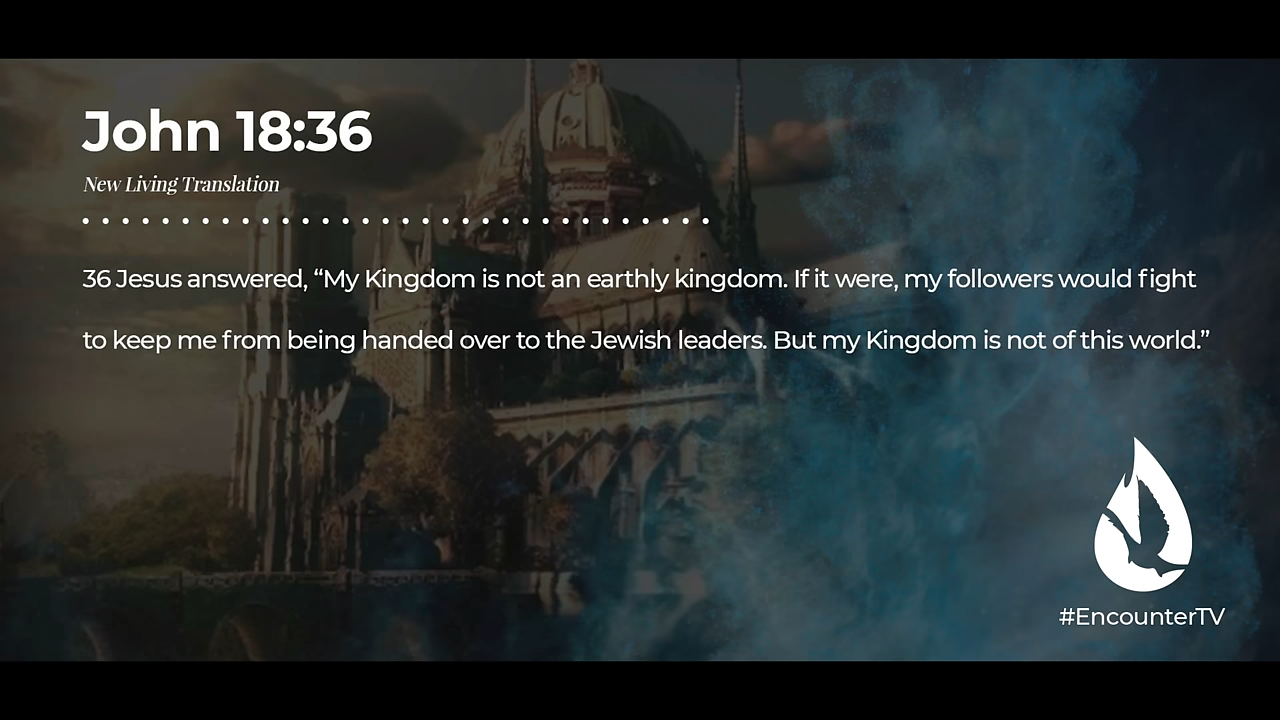 John 18:36
New Living Translation
36 Jesus answered, “My Kingdom is not an earthly kingdom. If it were, my followers would fight
to keep me from being handed over to the Jewish leaders. But my Kingdom is not of this world.”
#EncounterTV